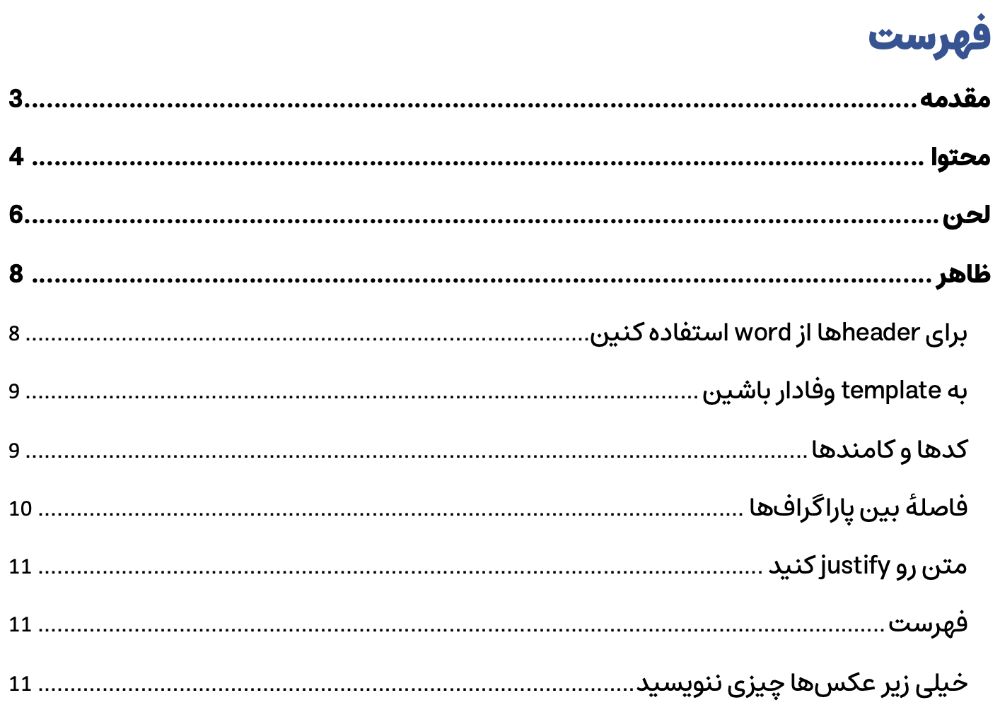 فهرست
مقدمه........................................................................................................3
محتوا ........................................................................................................ 4
لحن........................................................................................................6
ظاهر ........................................................................................................ 8
برای headerها از word استفاده کنین........................................................................ 8
به template وفادار باشین........................................................................................ 9
کدها و کامندها.................................................................................................... 9
فاصلهٔ بین پاراگراف‌ها ............................................................................................ 10
متن رو justify کنید .............................................................................................. 11
فهرست............................................................................................................ 11
خیلی زیر عکس‌ها چیزی ننویسید.............................................................................. 11